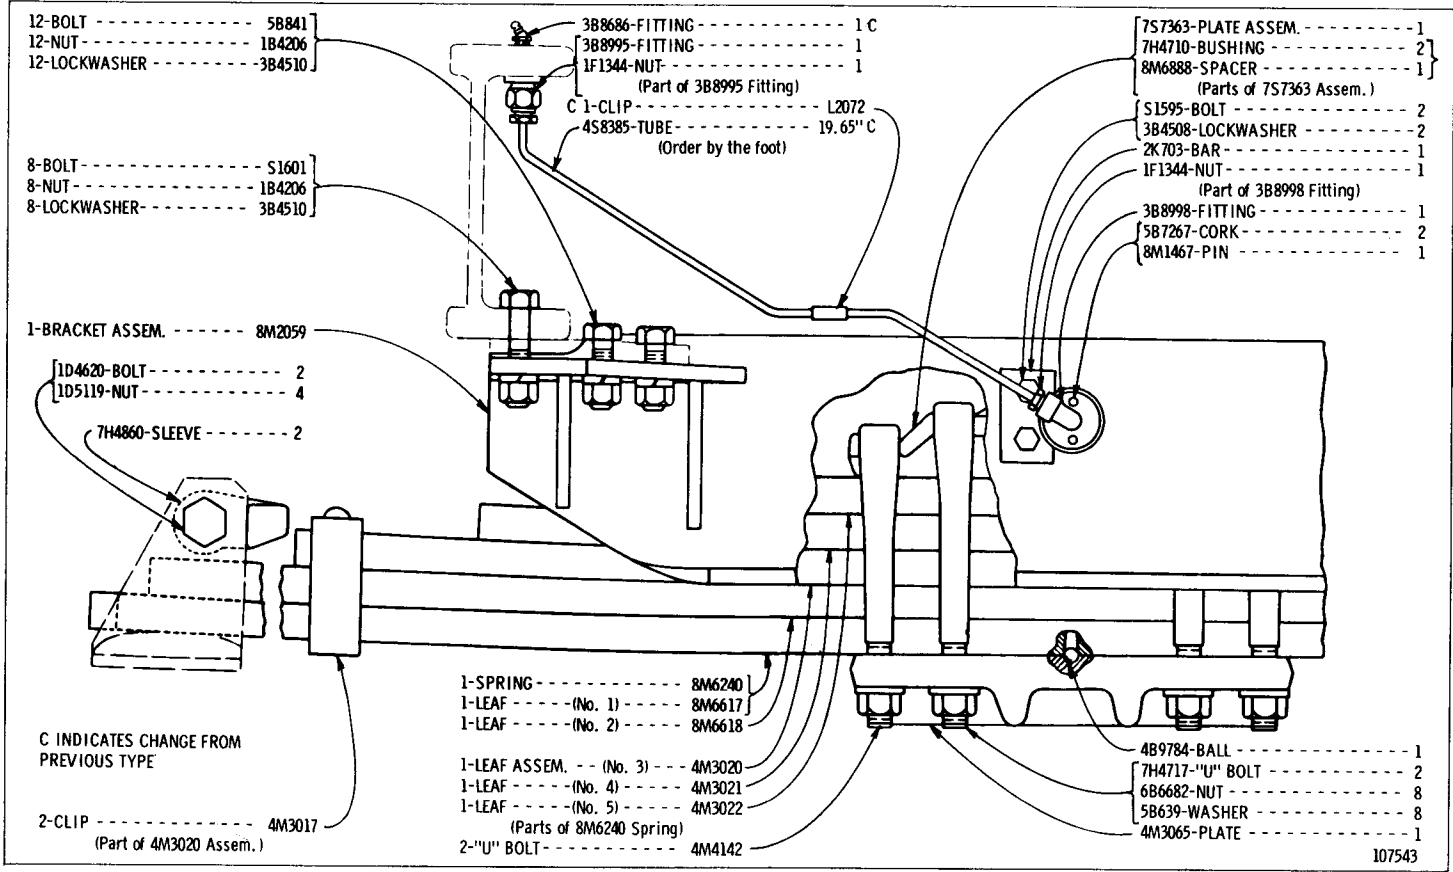 12-BOLT - - - - - - - - - - - - - 5B841
12-NUT - - - - - - - - - - - - - 1B4206
12-LOCKWASHER - - - - - - - - -3B4510
8-BOLT - - - - - - - - - - - - - - S1601
8-NUT - - - - - - - - - - - - - - 1B4206
8-LOCKWASHER - - - - - - - - - 3B4510
1-BRACKET ASSEM. - - - - - - 8M2059
1D4620-BOLT - - - - - - - - - - - - 2
1D5119-NUT - - - - - - - - - - - - 4
7H4860-SLEEVE - - - - - - - 2
3B8686-FITTING - - - - - - - - - - - - 1 C
3B8995-FITTING - - - - - - - - - - - - 1
1F1344-NUT - - - - - - - - - - - - - - 1
(Part of 3B8995 Fitting)
C 1-CLIP - - - - - - - - - - - - - - L2072
4S8385-TUBE - - - - - - - - - - 19.65" C
(Order by the foot)
7S7363-PLATE ASSEM. - - - - - - - - - - 1
7H4710-BUSHING - - - - - - - - - - - - 2
8M6888-SPACER - - - - - - - - - - - - 1
(Parts of 7S7363 Assem.)
S1595-BOLT - - - - - - - - - - - - - - 2
3B4508-LOCKWASHER - - - - - - - - - - 2
2K703-BAR - - - - - - - - - - - - - - 1
1F1344-NUT - - - - - - - - - - - - - - 1
(Part of 3B8998 Fitting)
3B8998-FITTING - - - - - - - - - - - - 1
5B7267-CORK - - - - - - - - - - - - - 2
8M1467-PIN - - - - - - - - - - - - - - 1
1-SPRING - - - - - - - - - - - - 8M6240
1-LEAF - - - - -(No. 1) - - - - - 8M6617
1-LEAF - - - - -(No. 2) - - - - - 8M6618
1-LEAF ASSEM. - - (No. 3) - - - 4M3020
1-LEAF - - - - -(No. 4) - - - - - 4M3021
1-LEAF - - - - -(No. 5) - - - - - 4M3022
(Parts of 8M6240 Spring)
2-"U" BOLT - - - - - - - - - - - 4M4142
C INDICATES CHANGE FROM
PREVIOUS TYPE
2-CLIP - - - - - - - - - - - - - 4M3017
(Part of 4M3020 Assem.)
4B9784-BALL - - - - - - - - - - - - - 1
7H4717-"U" BOLT - - - - - - - - - - - 2
6B6682-NUT - - - - - - - - - - - - - - 8
5B639-WASHER - - - - - - - - - - - - 8
4M3065-PLATE - - - - - - - - - - - - - 1
107543